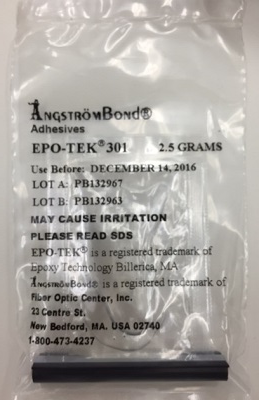 ÅNGSTRÖMBOND®
Adhesives
EPO-TEK®301 2.5 GRAMS
Use Before: DECEMBER 14, 2016
LOT A: PB132967
LOT B: PB132963
MAY CAUSE IRRITATION
PLEASE READ SDS
EPO-TEK® is a registered trademark of
Epoxy Technology Billerica, MA
ÅNGSTRÖMBOND® is a registered trademark of
Fiber Optic Center, Inc.
23 Centre St.
New Bedford, MA. USA 02740
1-800-473-4237